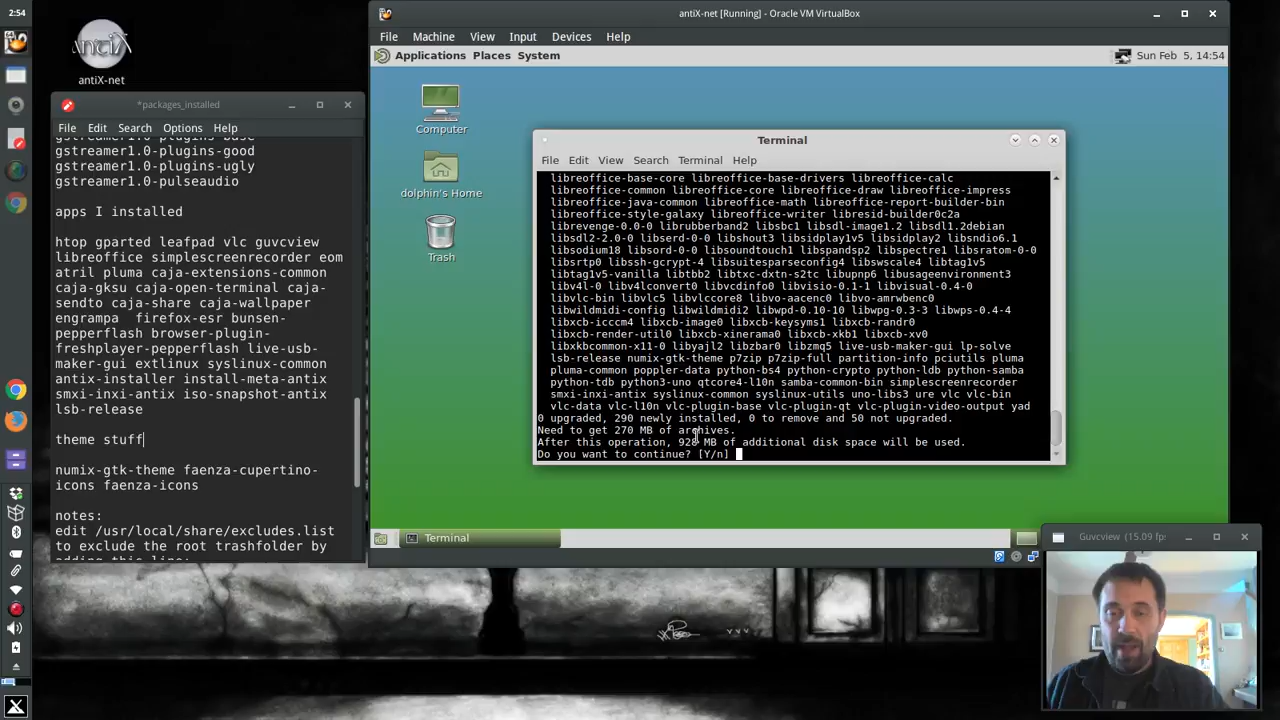 2:54
antiX
antiX-net
*packages_installed
File Edit Search Options Help
gstreamer1.0-plugins-base
gstreamer1.0-plugins-good
gstreamer1.0-plugins-ugly
gstreamer1.0-pulseaudio
apps I installed
htop gparted leafpad vlc guvcview
libreoffice simplescreenrecorder eom
atril pluma caja-extensions-common
caja-gksu caja-open-terminal caja-
sendto caja-share caja-wallpaper
engrampa firefox-esr bunsen-
pepperflash browser-plugin-
freshplayer-pepperflash live-usb-
maker-gui extlinux syslinux-common
antix-installer install-meta-antix
smxi-inxi-antix iso-snapshot-antix
lsb-release
theme stuff
numix-gtk-theme faenza-cupertino-
icons faenza-icons
notes:
edit /usr/local/share/excludes.list
to exclude the root trashfolder by
adding this line:
antiX-net [Running] - Oracle VM VirtualBox
File Machine View Input Devices Help
Applications Places System
Sun Feb 5, 14:54
Computer
dolphin's Home
Trash
Terminal
File Edit View Search Terminal Help
libreoffice-base-core libreoffice-base-drivers libreoffice-calc
libreoffice-common libreoffice-core libreoffice-draw libreoffice-impress
libreoffice-java-common libreoffice-math libreoffice-report-builder-bin
libreoffice-style-galaxy libreoffice-writer libresid-builder0c2a
librevenge-0.0-0 librubberband2 libsbc1 libsdl-image1.2 libsdl1.2debian
libsdl2-2.0-0 libserd-0-0 libshout3 libsidplay1v5 libsidplay2 libsndio6.1
libsodium18 libsord-0-0 libsoundtouch1 libspandsp2 libspectre1 libsratom-0-0
libsrtp0 libssh-gcrypt-4 libsuitesparseconfig4 libswscale4 libtag1v5
libtag1v5-vanilla libtbb2 libtxc-dxtn-s2tc libupnp6 libusageenvironment3
libv4l-0 libv4lconvert0 libvcdinfo0 libvisio-0.1-1 libvisual-0.4-0
libvlc-bin libvlc5 libvlccore8 libvo-aacenc0 libvo-amrwbenc0
libwildmidi-config libwildmidi2 libwpd-0.10-10 libwpg-0.3-3 libwps-0.4-4
libxcb-icccm4 libxcb-image0 libxcb-keysyms1 libxcb-randr0
libxcb-render-util0 libxcb-xinerama0 libxcb-xkb1 libxcb-xv0
libxkbcommon-x11-0 libyajl2 libzbar0 libzmq5 live-usb-maker-gui lp-solve
lsb-release numix-gtk-theme p7zip p7zip-full partition-info pciutils pluma
pluma-common poppler-data python-bs4 python-crypto python-ldb python-samba
python-tdb python3-uno qtcore4-l10n samba-common-bin simplescreenrecorder
smxi-inxi-antix syslinux-common syslinux-utils uno-libs3 ure vlc vlc-bin
vlc-data vlc-l10n vlc-plugin-base vlc-plugin-qt vlc-plugin-video-output yad
0 upgraded, 290 newly installed, 0 to remove and 50 not upgraded.
Need to get 270 MB of archives.
After this operation, 928 MB of additional disk space will be used.
Do you want to continue? [Y/n]
Terminal
Guvcview (15.09 fps